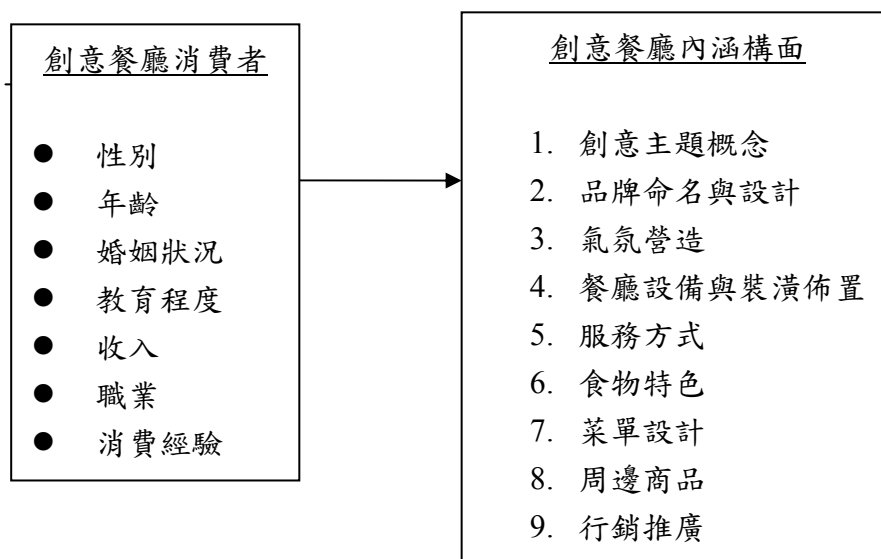 創意餐廳消費者
● 性別
● 年齡
● 婚姻狀況
● 教育程度
● 收入
● 職業
● 消費經驗
創意餐廳內涵構面
1. 創意主題概念
2. 品牌命名與設計
3. 氣氛營造
4. 餐廳設備與裝潢佈置
5. 服務方式
6. 食物特色
7. 菜單設計
8. 周邊商品
9. 行銷推廣